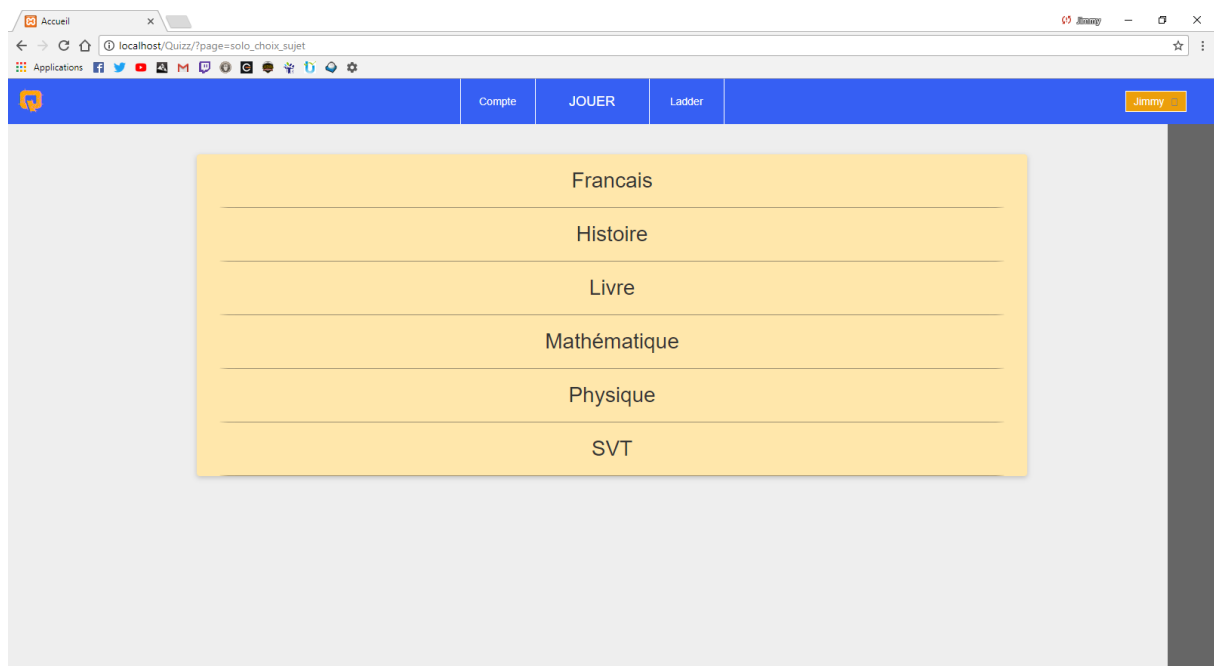 Accueil
Jimmy
localhost/Quizz/?page=solo_choix_sujet
Applications
Compte
JOUER
Ladder
Jimmy
Francais
Histoire
Livre
Mathématique
Physique
SVT